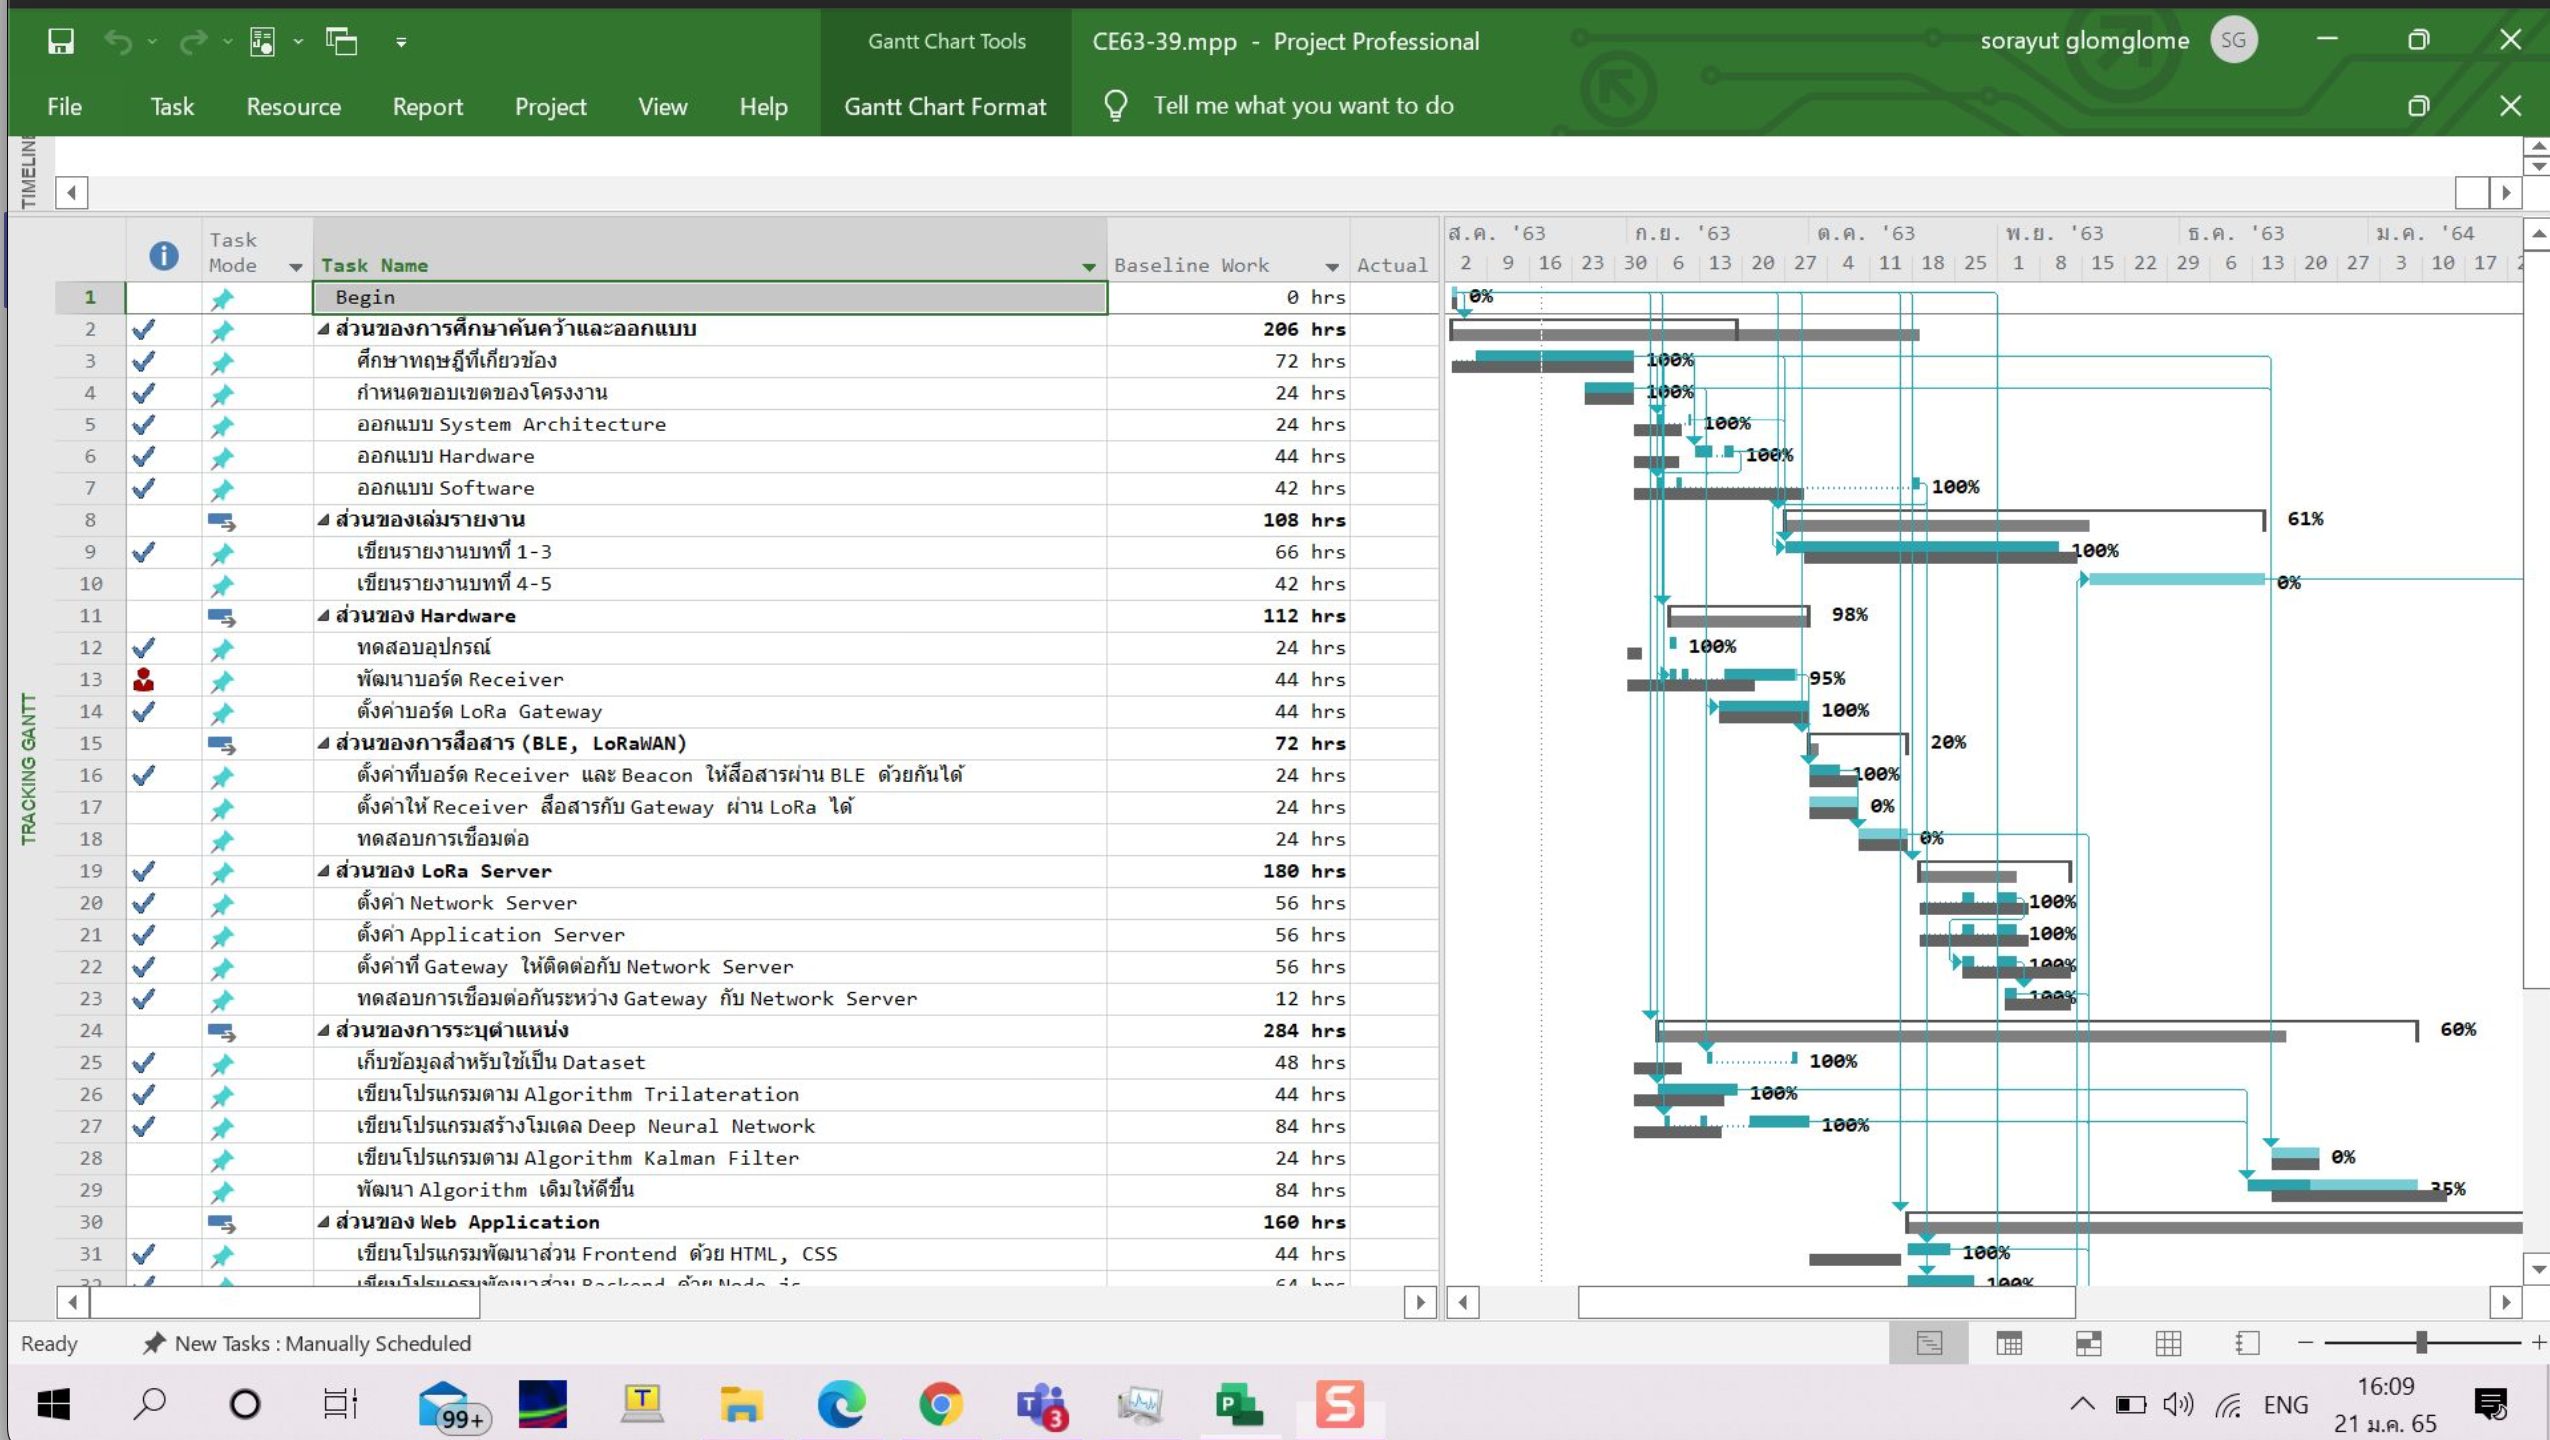 Gantt Chart Tools CE63-39.mpp - Project Professional sorayut glomglome SG
File Task Resource Report Project View Help Gantt Chart Format Tell me what you want to do
TIMELINE
Task Mode Task Name Baseline Work Actual
ส.ค. '63 ก.ย. '63 ต.ค. '63 พ.ย. '63 ธ.ค. '63 ม.ค. '64
2 9 16 23 30 6 13 20 27 4 11 18 25 1 8 15 22 29 6 13 20 27 3 10 17
1 Begin 0 hrs 0%
2 ส่วนของการศึกษาค้นคว้าและออกแบบ 206 hrs
3 ศึกษาทฤษฎีที่เกี่ยวข้อง 72 hrs 100%
4 กำหนดขอบเขตของโครงงาน 24 hrs 100%
5 ออกแบบ System Architecture 24 hrs 100%
6 ออกแบบ Hardware 44 hrs 100%
7 ออกแบบ Software 42 hrs 100%
8 ส่วนของเล่มรายงาน 108 hrs 61%
9 เขียนรายงานบทที่ 1-3 66 hrs 100%
10 เขียนรายงานบทที่ 4-5 42 hrs 0%
11 ส่วนของ Hardware 112 hrs 98%
12 ทดสอบอุปกรณ์ 24 hrs 100%
13 พัฒนาบอร์ด Receiver 44 hrs 95%
14 ตั้งค่าบอร์ด LoRa Gateway 44 hrs 100%
15 ส่วนของการสื่อสาร (BLE, LoRaWAN) 72 hrs 20%
16 ตั้งค่าที่บอร์ด Receiver และ Beacon ให้สื่อสารผ่าน BLE ด้วยกันได้ 24 hrs 100%
17 ตั้งค่าให้ Receiver สื่อสารกับ Gateway ผ่าน LoRa ได้ 24 hrs 0%
18 ทดสอบการเชื่อมต่อ 24 hrs 0%
19 ส่วนของ LoRa Server 180 hrs
20 ตั้งค่า Network Server 56 hrs 100%
21 ตั้งค่า Application Server 56 hrs 100%
22 ตั้งค่าที่ Gateway ให้ติดต่อกับ Network Server 56 hrs 100%
23 ทดสอบการเชื่อมต่อกันระหว่าง Gateway กับ Network Server 12 hrs 100%
24 ส่วนของการระบุตำแหน่ง 284 hrs 60%
25 เก็บข้อมูลสำหรับใช้เป็น Dataset 48 hrs 100%
26 เขียนโปรแกรมตาม Algorithm Trilateration 44 hrs 100%
27 เขียนโปรแกรมสร้างโมเดล Deep Neural Network 84 hrs 100%
28 เขียนโปรแกรมตาม Algorithm Kalman Filter 24 hrs 0%
29 พัฒนา Algorithm เดิมให้ดีขึ้น 84 hrs 35%
30 ส่วนของ Web Application 160 hrs
31 เขียนโปรแกรมพัฒนาส่วน Frontend ด้วย HTML, CSS 44 hrs 100%
32 เขียนโปรแกรมพัฒนาส่วน Backend ด้วย Node.js 64 hrs 100%
TRACKING GANTT
Ready New Tasks : Manually Scheduled
99+ T 3 P S ENG 16:09
21 ม.ค. 65